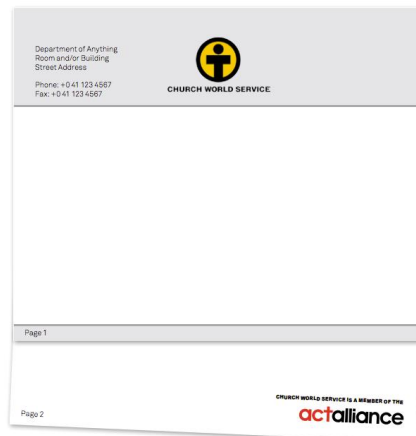 Department of Anything
Room and/or Building
Street Address
Phone: +0 41 123 4567
Fax: +0 41 123 4567
CHURCH WORLD SERVICE
Page 1
CHURCH WORLD SERVICE IS A MEMBER OF THE
actalliance
Page 2